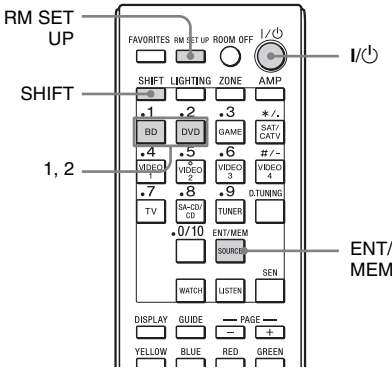 RM SET
UP
FAVORITES RM SET UP ROOM OFF I/⏻
I/⏻
SHIFT LIGHTING ZONE AMP
SHIFT
.1 .2 .3 */.
BD DVD GAME SAT/
CATV
1, 2
.4 .5 .6 #/-
VIDEO
1 VIDEO
2 VIDEO
3 VIDEO
4
.7 .8 .9 D.TUNING
TV SA-CD/
CD TUNER
.0/10 ENT/MEM
SOURCE
ENT/
MEM
SEN
WATCH LISTEN
DISPLAY GUIDE PAGE
- +
YELLOW BLUE RED GREEN